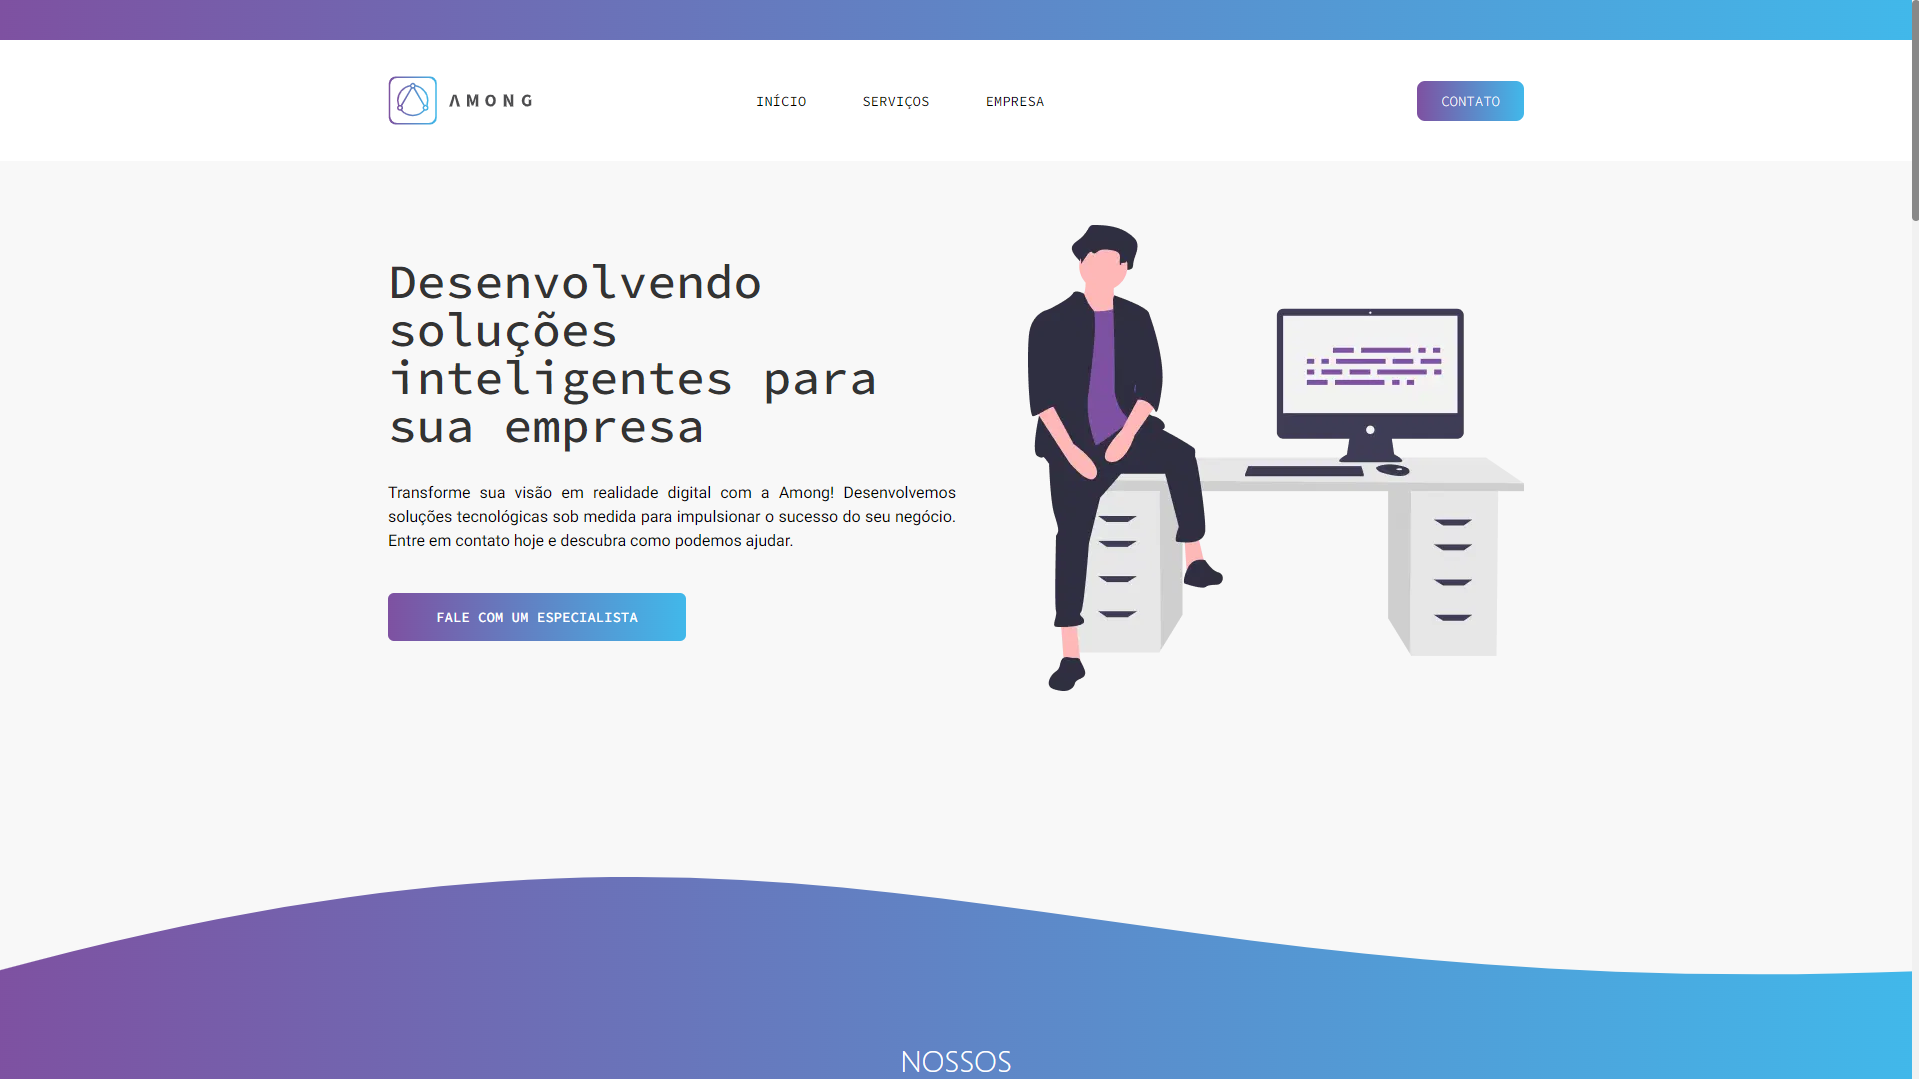 AMONG
INÍCIO
SERVIÇOS
EMPRESA
CONTATO
Desenvolvendo
soluções
inteligentes para
sua empresa
Transforme sua visão em realidade digital com a Among! Desenvolvemos
soluções tecnológicas sob medida para impulsionar o sucesso do seu negócio.
Entre em contato hoje e descubra como podemos ajudar.
FALE COM UM ESPECIALISTA
NOSSOS